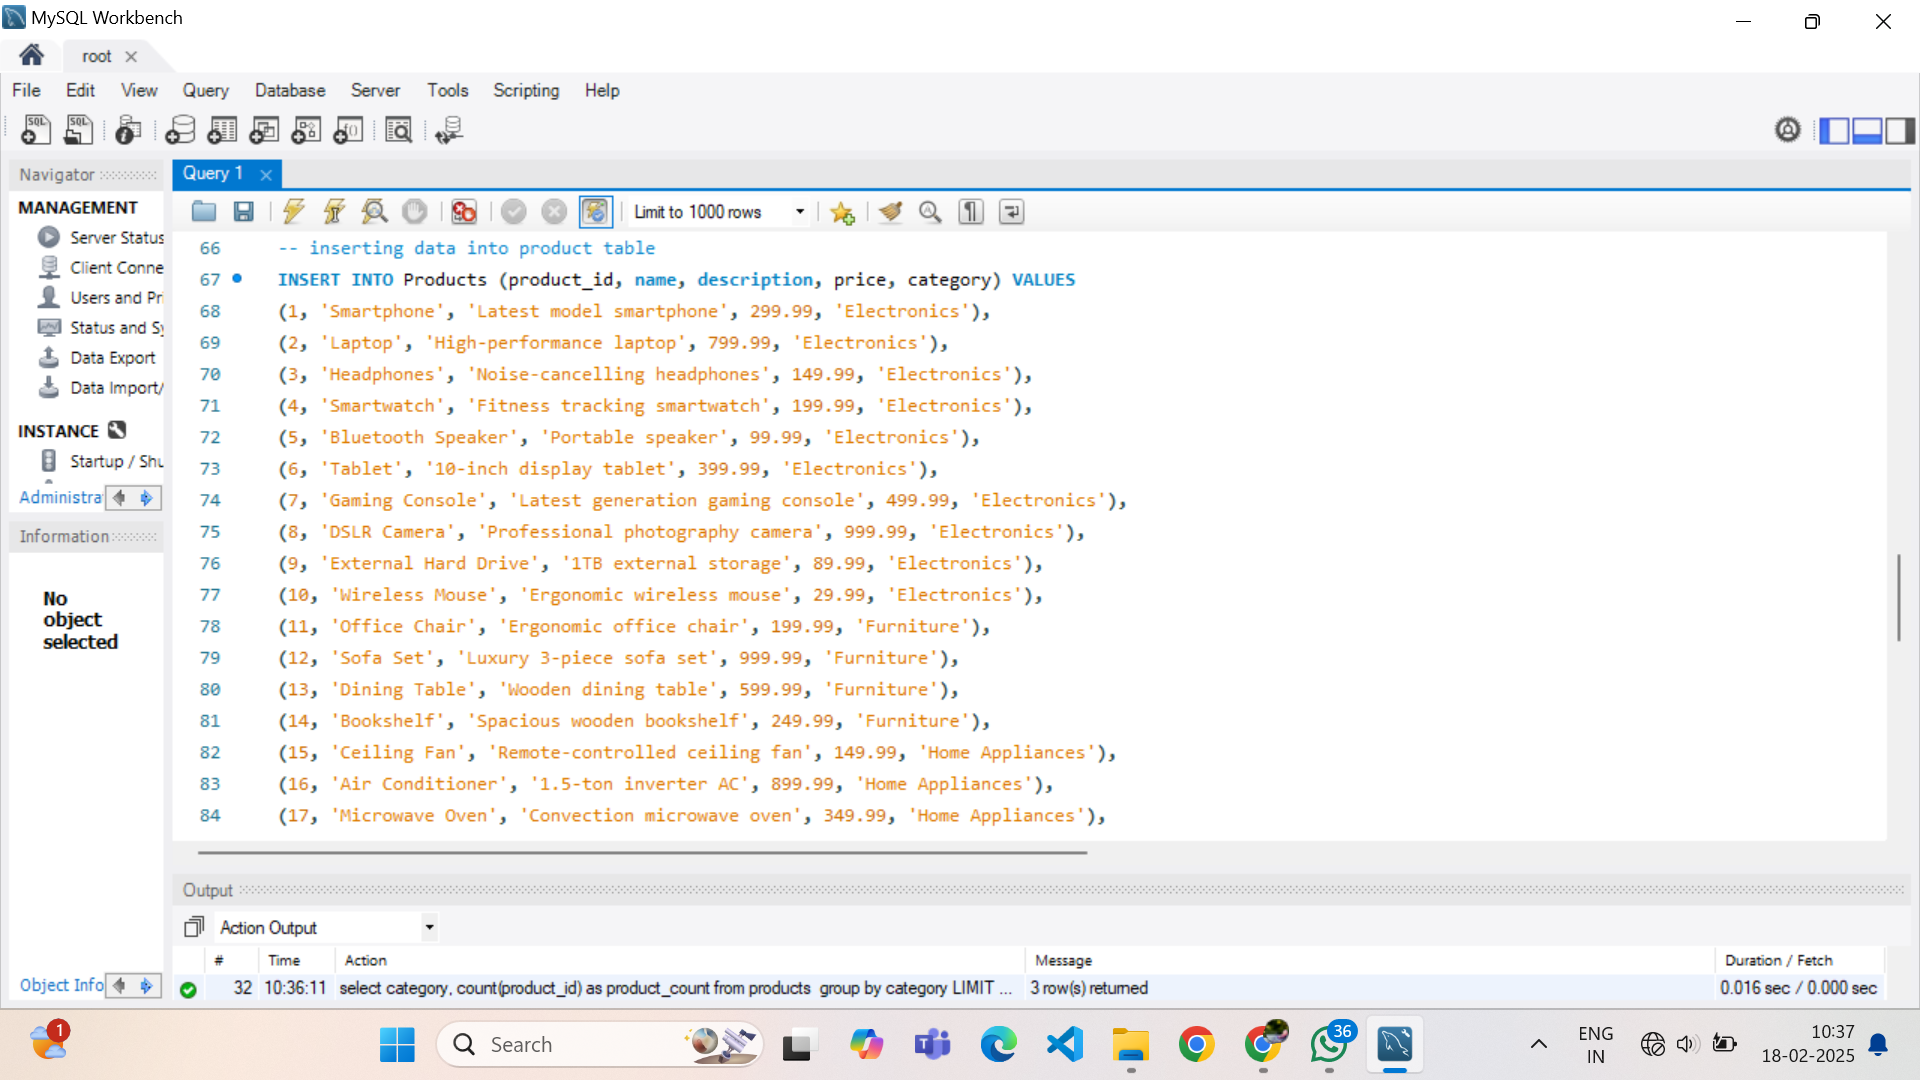 MySQL Workbench
root
File Edit View Query Database Server Tools Scripting Help
Navigator
MANAGEMENT
Server Status
Client Conne
Users and Pri
Status and Sy
Data Export
Data Import/
INSTANCE
Startup / Shu
Administra
Information
No
object
selected
Object Info
Query 1
Limit to 1000 rows
66 -- inserting data into product table
67 INSERT INTO Products (product_id, name, description, price, category) VALUES
68 (1, 'Smartphone', 'Latest model smartphone', 299.99, 'Electronics'),
69 (2, 'Laptop', 'High-performance laptop', 799.99, 'Electronics'),
70 (3, 'Headphones', 'Noise-cancelling headphones', 149.99, 'Electronics'),
71 (4, 'Smartwatch', 'Fitness tracking smartwatch', 199.99, 'Electronics'),
72 (5, 'Bluetooth Speaker', 'Portable speaker', 99.99, 'Electronics'),
73 (6, 'Tablet', '10-inch display tablet', 399.99, 'Electronics'),
74 (7, 'Gaming Console', 'Latest generation gaming console', 499.99, 'Electronics'),
75 (8, 'DSLR Camera', 'Professional photography camera', 999.99, 'Electronics'),
76 (9, 'External Hard Drive', '1TB external storage', 89.99, 'Electronics'),
77 (10, 'Wireless Mouse', 'Ergonomic wireless mouse', 29.99, 'Electronics'),
78 (11, 'Office Chair', 'Ergonomic office chair', 199.99, 'Furniture'),
79 (12, 'Sofa Set', 'Luxury 3-piece sofa set', 999.99, 'Furniture'),
80 (13, 'Dining Table', 'Wooden dining table', 599.99, 'Furniture'),
81 (14, 'Bookshelf', 'Spacious wooden bookshelf', 249.99, 'Furniture'),
82 (15, 'Ceiling Fan', 'Remote-controlled ceiling fan', 149.99, 'Home Appliances'),
83 (16, 'Air Conditioner', '1.5-ton inverter AC', 899.99, 'Home Appliances'),
84 (17, 'Microwave Oven', 'Convection microwave oven', 349.99, 'Home Appliances'),
Output
Action Output
# Time Action Message Duration / Fetch
32 10:36:11 select category, count(product_id) as product_count from products group by category LIMIT ... 3 row(s) returned 0.016 sec / 0.000 sec
1
Search
36
ENG
IN
10:37
18-02-2025